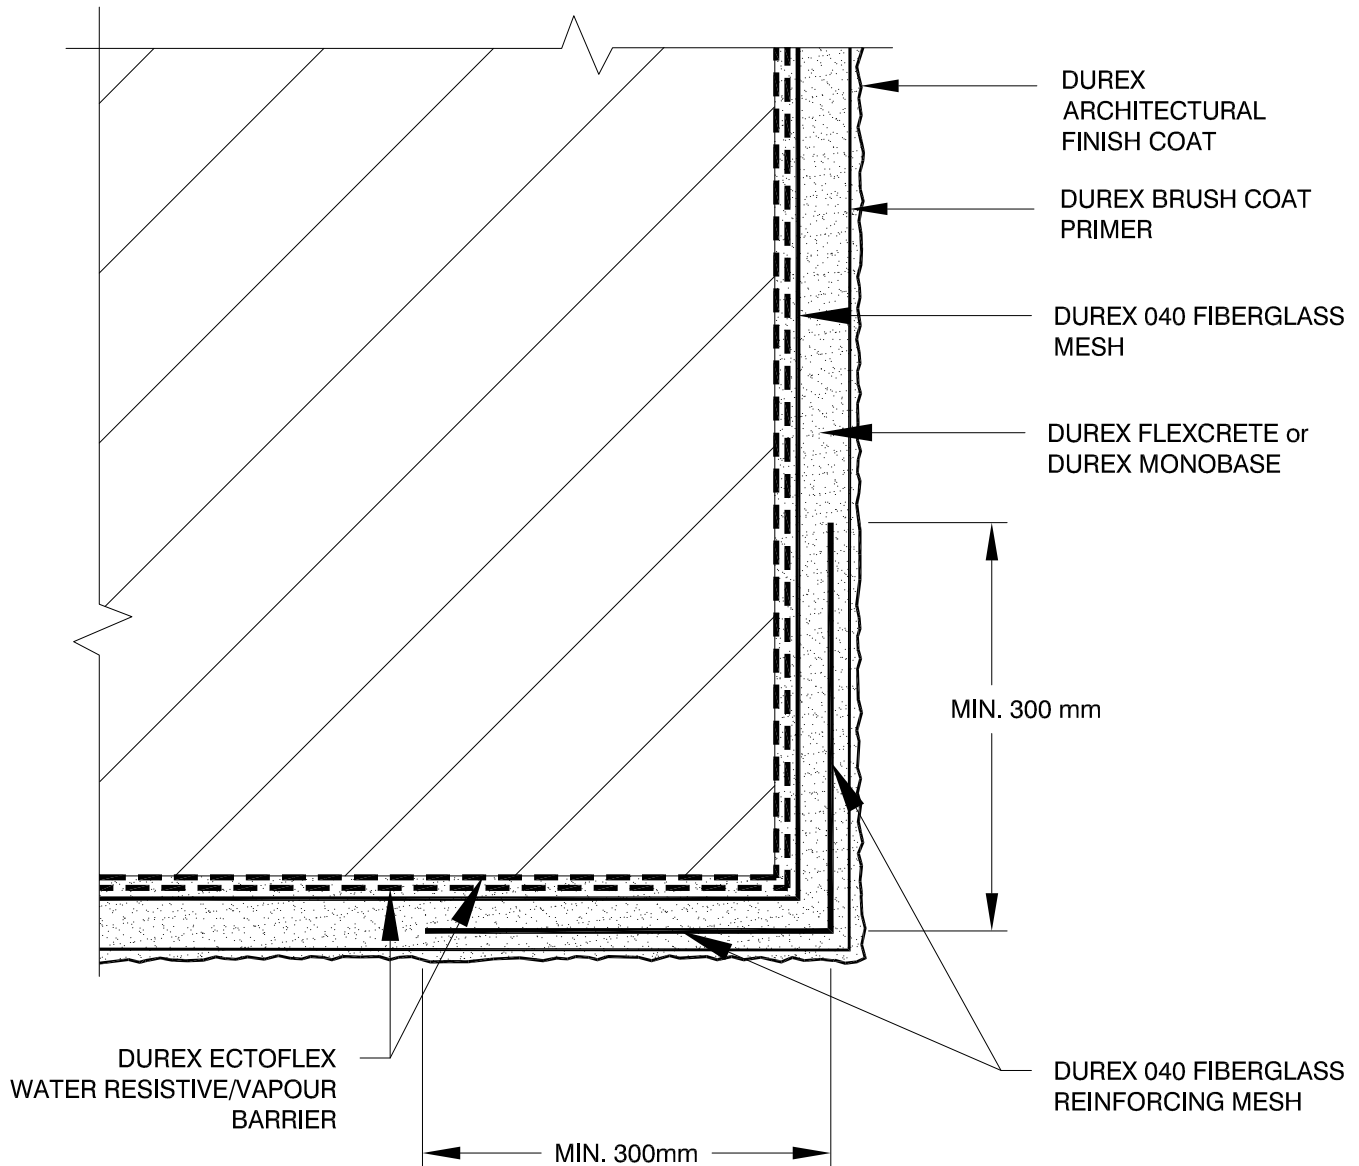 DUREX
ARCHITECTURAL
FINISH COAT
DUREX BRUSH COAT
PRIMER
DUREX 040 FIBERGLASS
MESH
DUREX FLEXCRETE or
DUREX MONOBASE
MIN. 300 mm
DUREX ECTOFLEX
WATER RESISTIVE/VAPOUR
BARRIER
DUREX 040 FIBERGLASS
REINFORCING MESH
MIN. 300mm